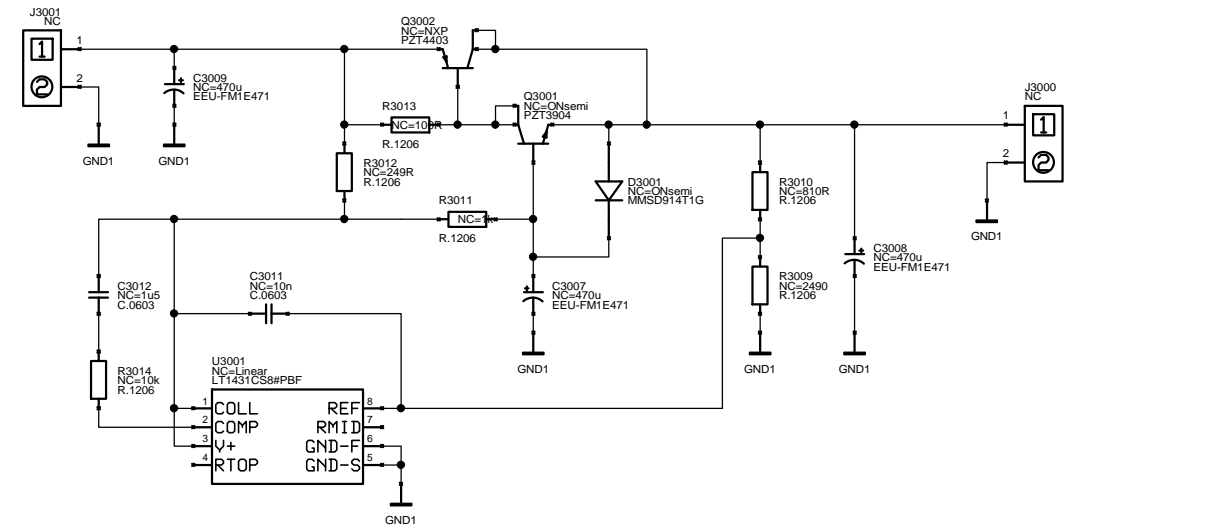 J3001
NC
1
1
2
2
GND1
C3009
NC=470u
EEU-FM1E471
GND1
Q3002
NC=NXP
PZT4403
R3013
NC=100R
R.1206
Q3001
NC=ONsemi
PZT3904
J3000
NC
1
1
2
2
GND1
R3012
NC=249R
R.1206
R3011
NC=1k
R.1206
D3001
NC=ONsemi
MMSD914T1G
R3010
NC=810R
R.1206
C3008
NC=470u
EEU-FM1E471
GND1
R3009
NC=2490
R.1206
GND1
C3012
NC=1u5
C.0603
C3011
NC=10n
C.0603
C3007
NC=470u
EEU-FM1E471
GND1
R3014
NC=10k
R.1206
U3001
NC=Linear
LT1431CS8#PBF
1 COLL REF 8
2 COMP RMID 7
3 V+ GND-F 6
4 RTOP GND-S 5
GND1